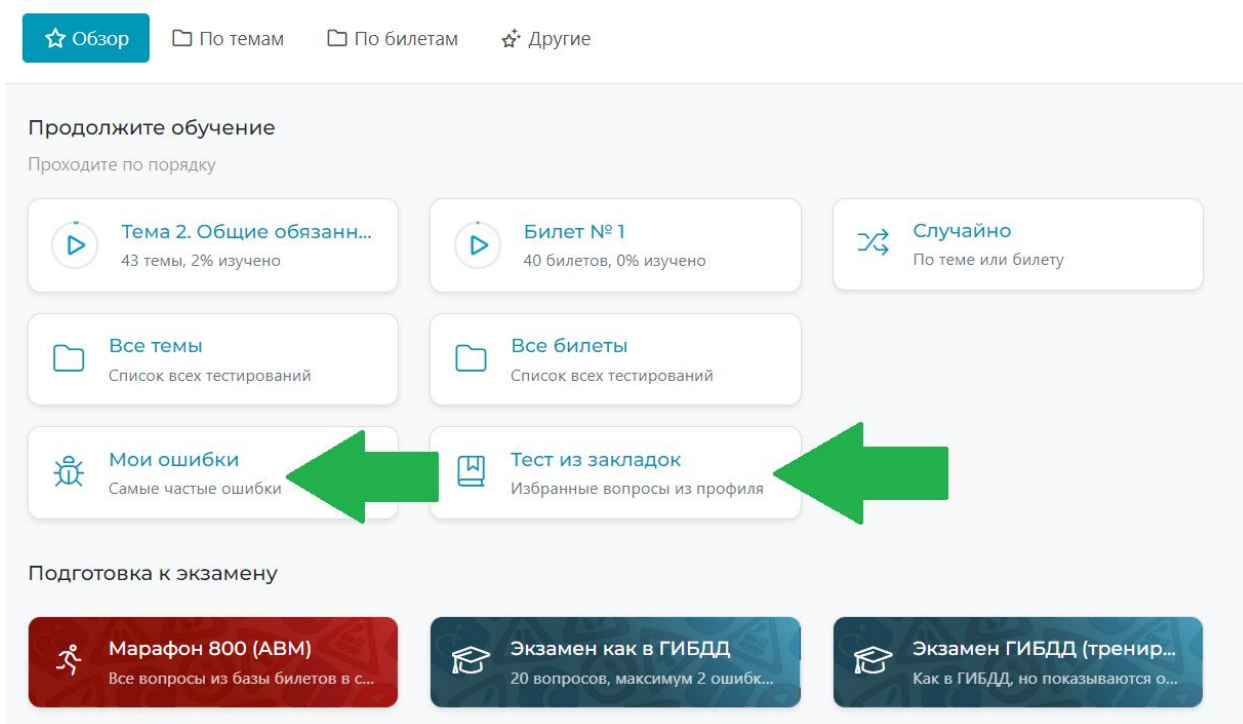 Обзор
По темам
По билетам
Другие
Продолжите обучение
Проходите по порядку
Тема 2. Общие обязанн...
43 темы, 2% изучено
Билет № 1
40 билетов, 0% изучено
Случайно
По теме или билету
Все темы
Список всех тестирований
Все билеты
Список всех тестирований
Мои ошибки
Самые частые ошибки
Тест из закладок
Избранные вопросы из профиля
Подготовка к экзамену
Марафон 800 (АВМ)
Все вопросы из базы билетов в с...
Экзамен как в ГИБДД
20 вопросов, максимум 2 ошибк...
Экзамен ГИБДД (тренир...
Как в ГИБДД, но показываются о...